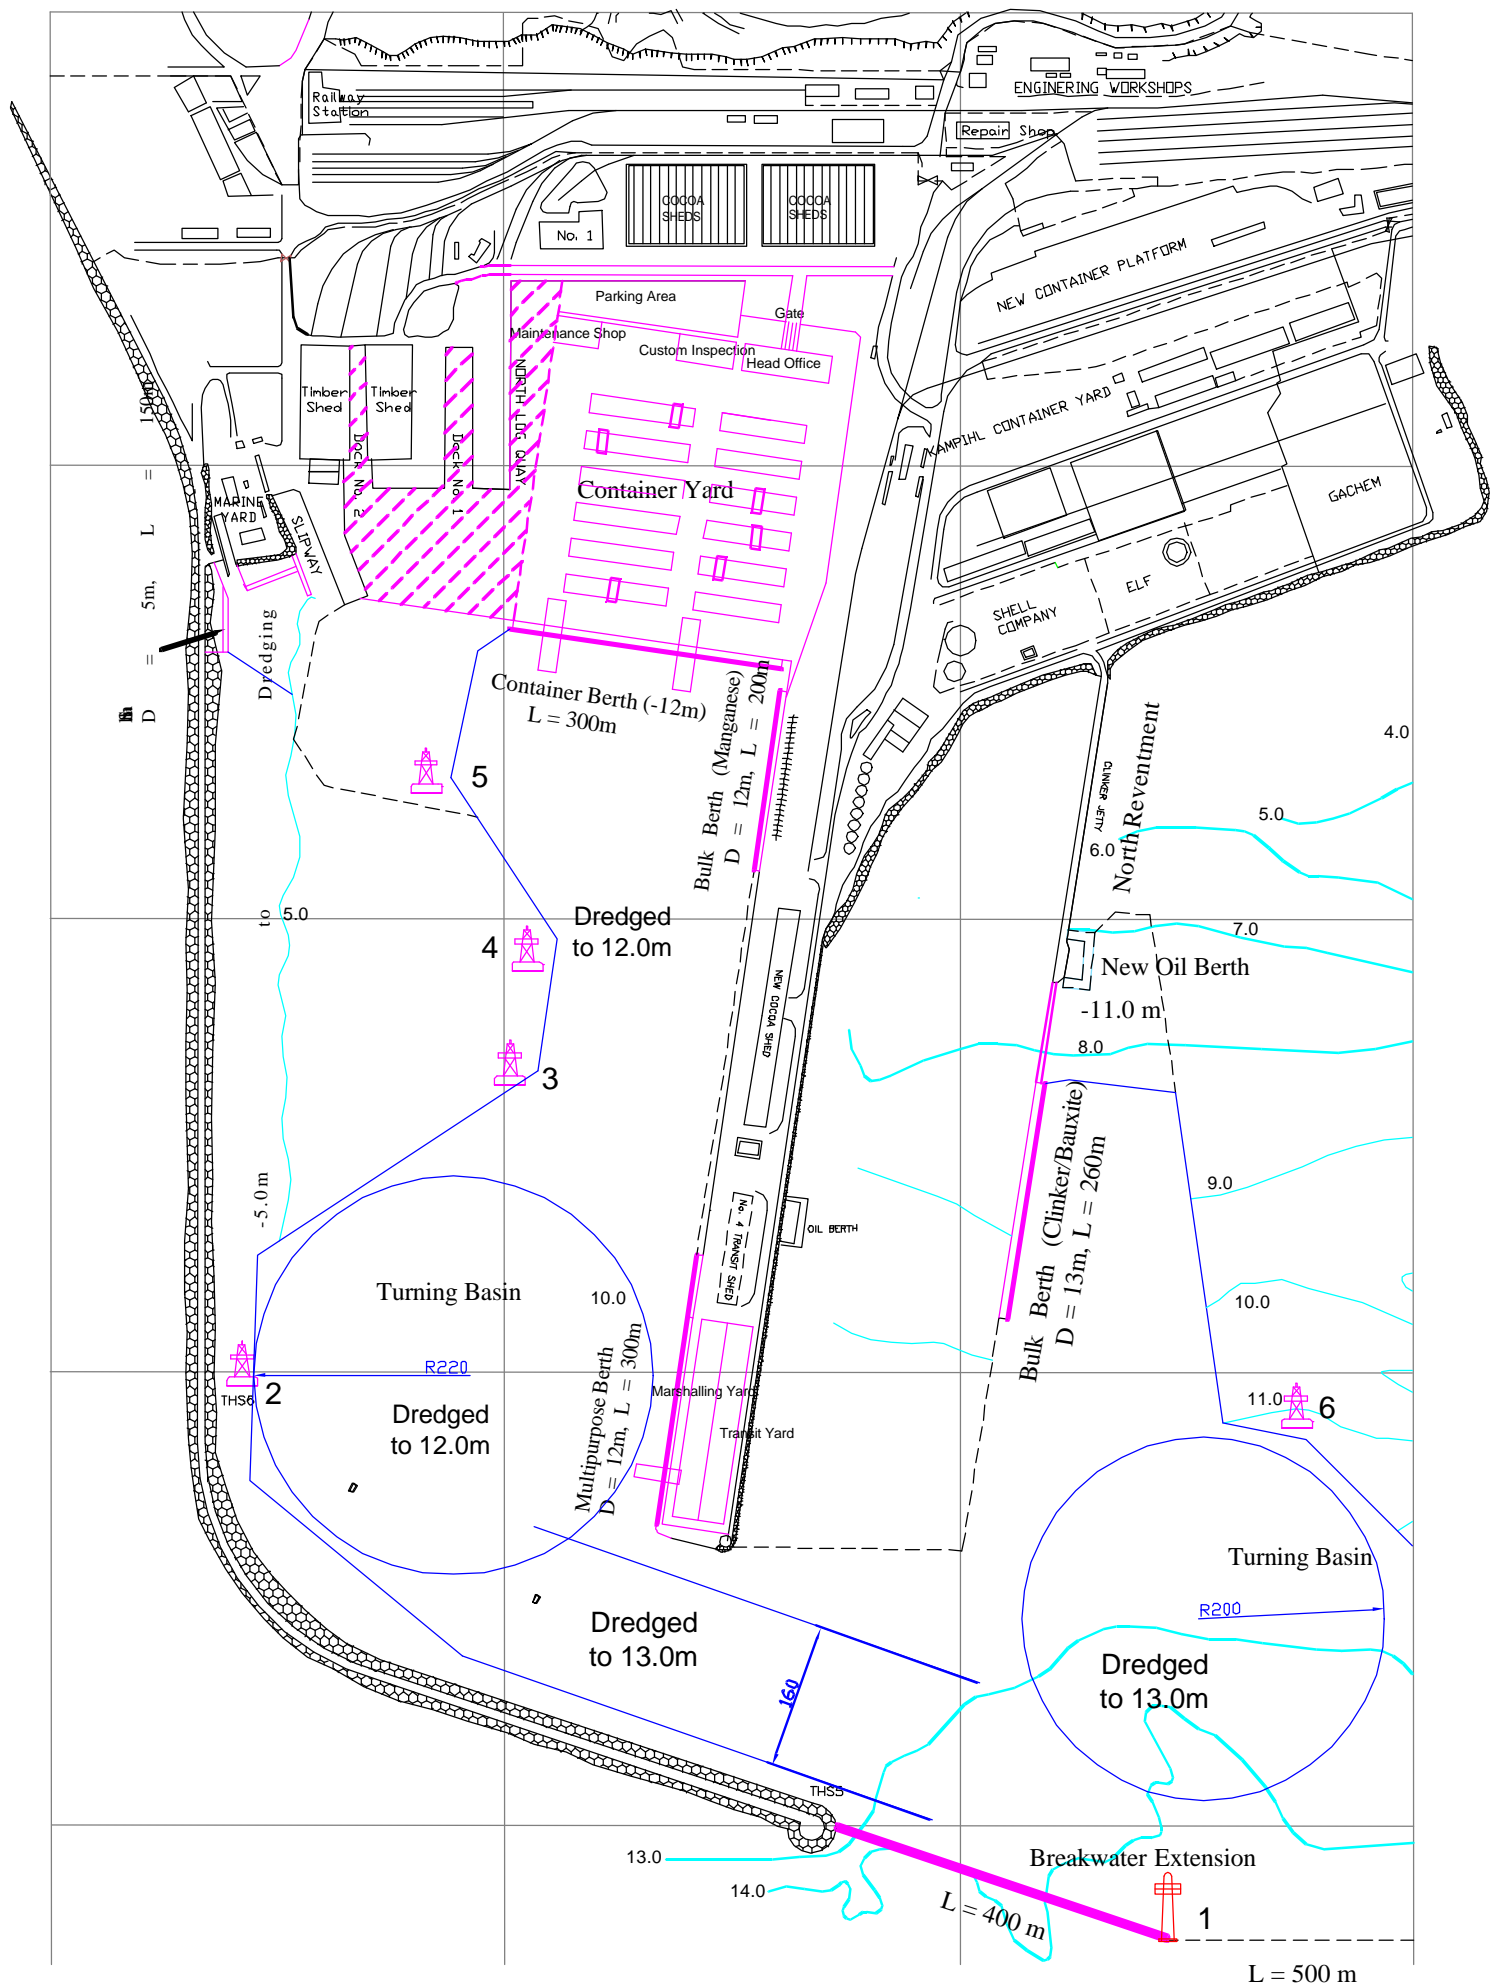 Railway
Station
ENGINERING WORKSHOPS
Repair Shop
COCOA
SHEDS
COCOA
SHEDS
No. 1
NEW CONTAINER PLATFORM
Parking Area
Gate
Maintenance Shop
Custom Inspection
Head Office
Timber
Shed
Timber
Shed
Dock No. 2
Dock No. 1
NORTH LOG QUAY
KAMPIHL CONTAINER YARD
Container Yard
GACHEM
MARINE
YARD
SLIPWAY
ELF
SHELL
COMPANY
D = 5m, L = 150m
Dredging to -5.0m
Container Berth (-12m)
L = 300m
Bulk Berth (Manganese)
D = 12m, L = 200m
CLINKER JETTY
North Reventment
4.0
5.0
6.0
5
4
5.0
Dredged
to 12.0m
7.0
New Oil Berth
-11.0 m
NEW COCOA SHED
3
8.0
9.0
Bulk Berth (Clinker/Bauxite)
D = 13m, L = 260m
No. 4 TRANSIT SHED
OIL BERTH
Turning Basin
10.0
10.0
R220
2
THS6
Multipurpose Berth
D = 12m, L = 300m
Marshalling Yard
Transit Yard
Dredged
to 12.0m
11.0
6
Turning Basin
R200
Dredged
to 13.0m
160
Dredged
to 13.0m
THS5
13.0
14.0
Breakwater Extension
L = 400 m
1
L = 500 m